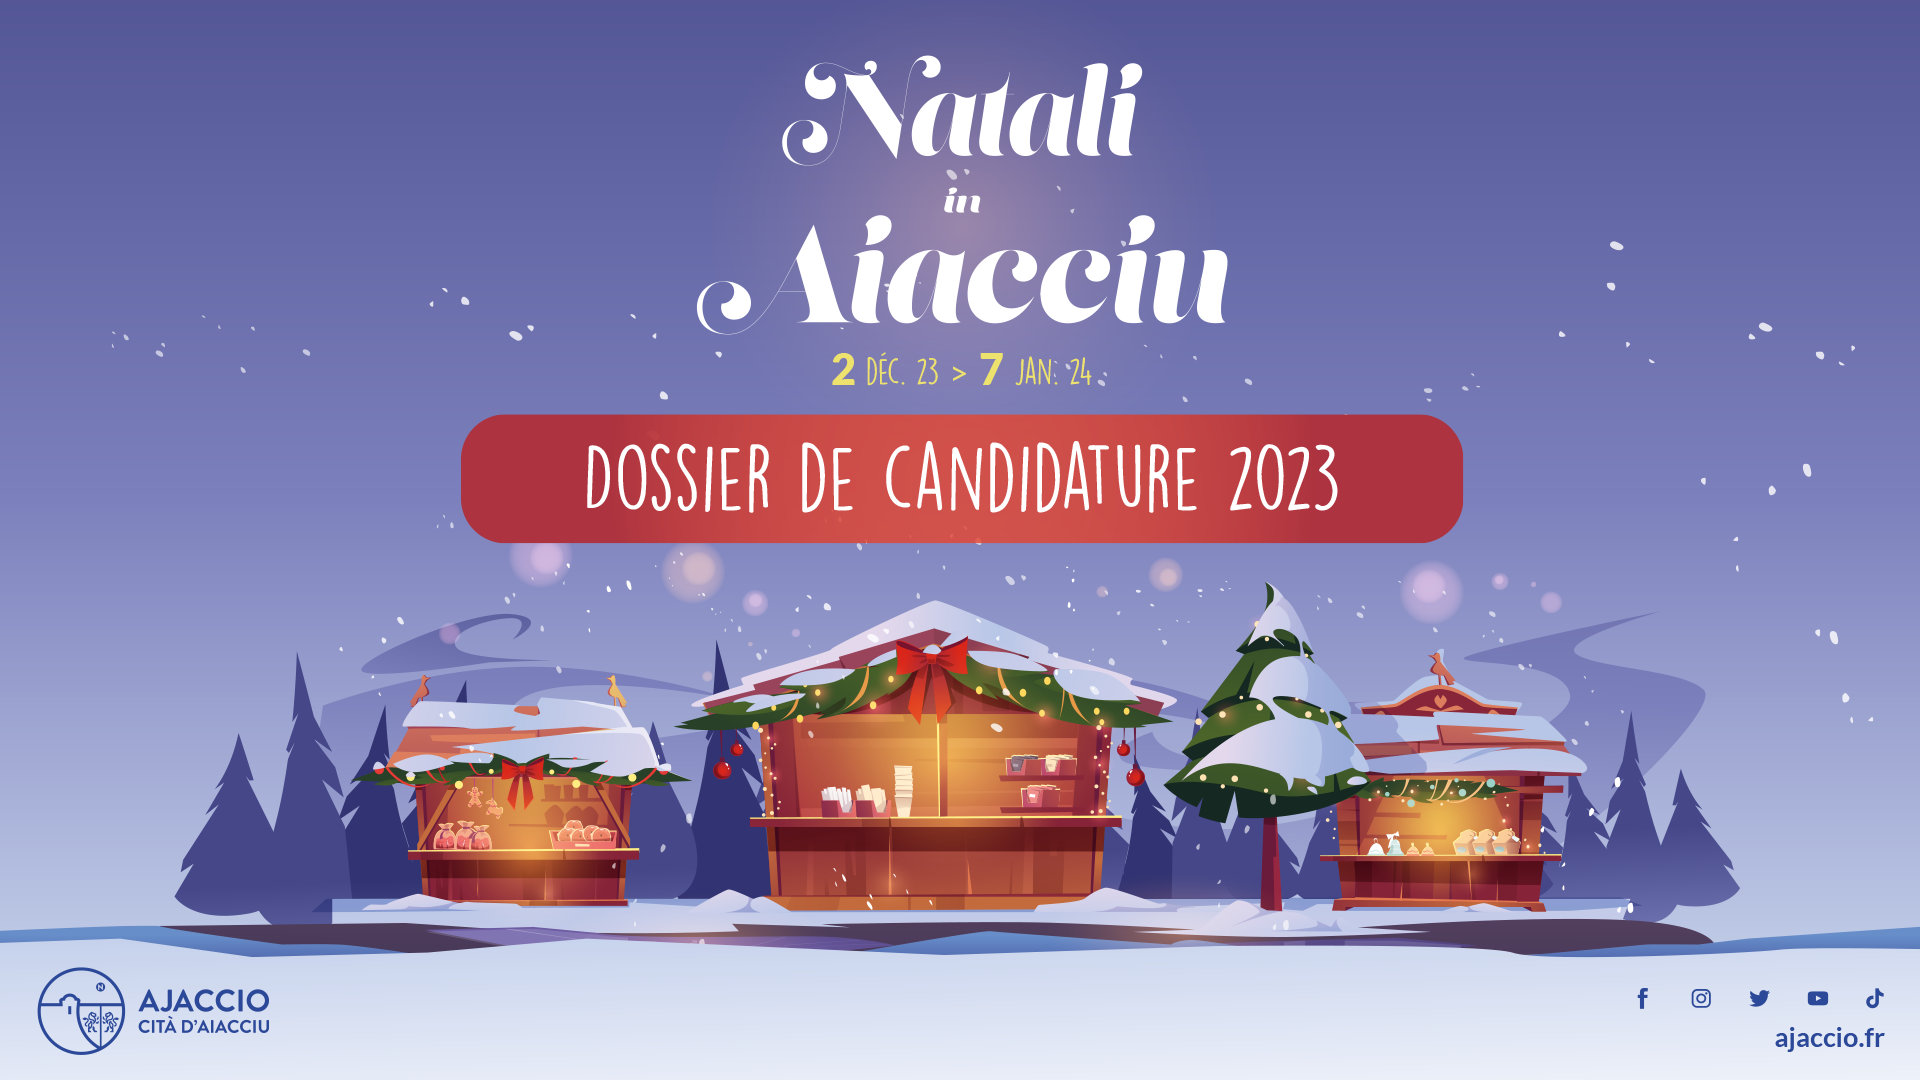 Natali
in
Aiacciu
2 DÉC. 23 > 7 JAN. 24
DOSSIER DE CANDIDATURE 2023
AJACCIO
CITÀ D'AIACCIU
ajaccio.fr